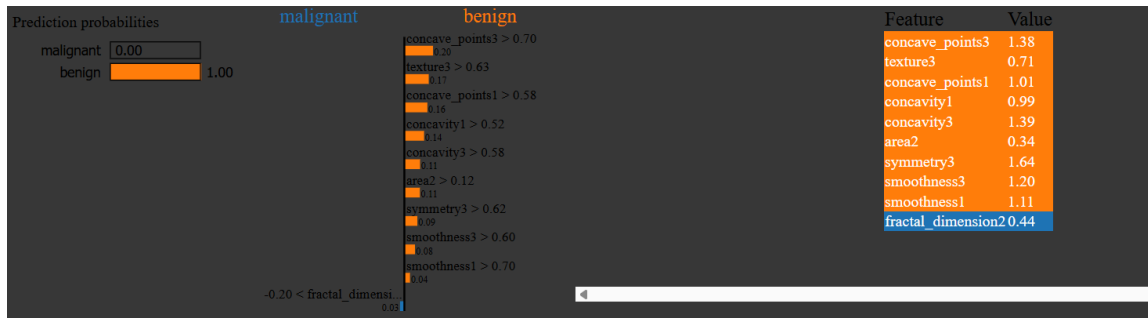 Prediction probabilities
malignant 0.00
benign 1.00
malignant benign
concave_points3 > 0.70
0.20
texture3 > 0.63
0.17
concave_points1 > 0.58
0.16
concavity1 > 0.52
0.14
concavity3 > 0.58
0.11
area2 > 0.12
0.11
symmetry3 > 0.62
0.09
smoothness3 > 0.60
0.08
smoothness1 > 0.70
0.04
-0.20 < fractal_dimensi...
0.03
Feature Value
concave_points3 1.38
texture3 0.71
concave_points1 1.01
concavity1 0.99
concavity3 1.39
area2 0.34
symmetry3 1.64
smoothness3 1.20
smoothness1 1.11
fractal_dimension2 0.44